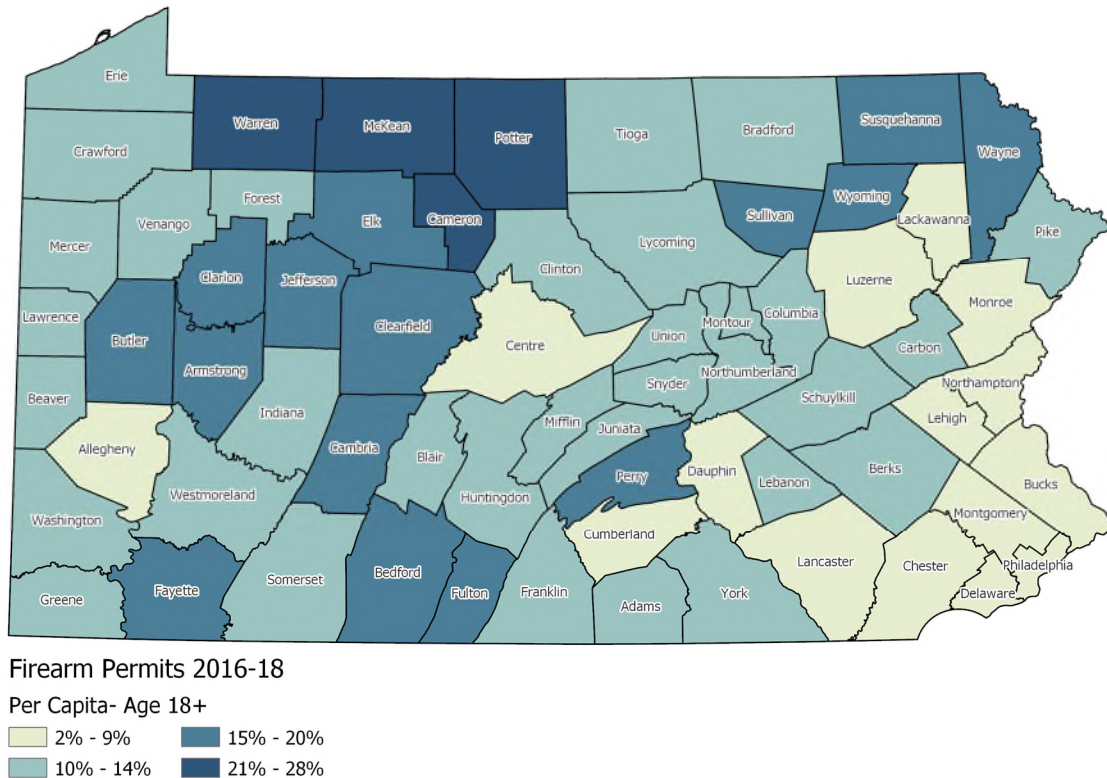 Erie
Warren
McKean
Potter
Tioga
Bradford
Susquehanna
Wayne
Crawford
Forest
Venango
Elk
Cameron
Sullivan
Wyoming
Lackawanna
Pike
Mercer
Clarion
Jefferson
Clinton
Lycoming
Luzerne
Monroe
Lawrence
Butler
Armstrong
Clearfield
Centre
Union
Montour
Columbia
Carbon
Northampton
Beaver
Indiana
Snyder
Northumberland
Schuylkill
Lehigh
Allegheny
Cambria
Blair
Mifflin
Juniata
Perry
Dauphin
Lebanon
Berks
Bucks
Washington
Westmoreland
Huntingdon
Cumberland
Montgomery
Greene
Fayette
Somerset
Bedford
Fulton
Franklin
Adams
York
Lancaster
Chester
Delaware
Philadelphia
Firearm Permits 2016-18
Per Capita- Age 18+
2% - 9%
15% - 20%
10% - 14%
21% - 28%